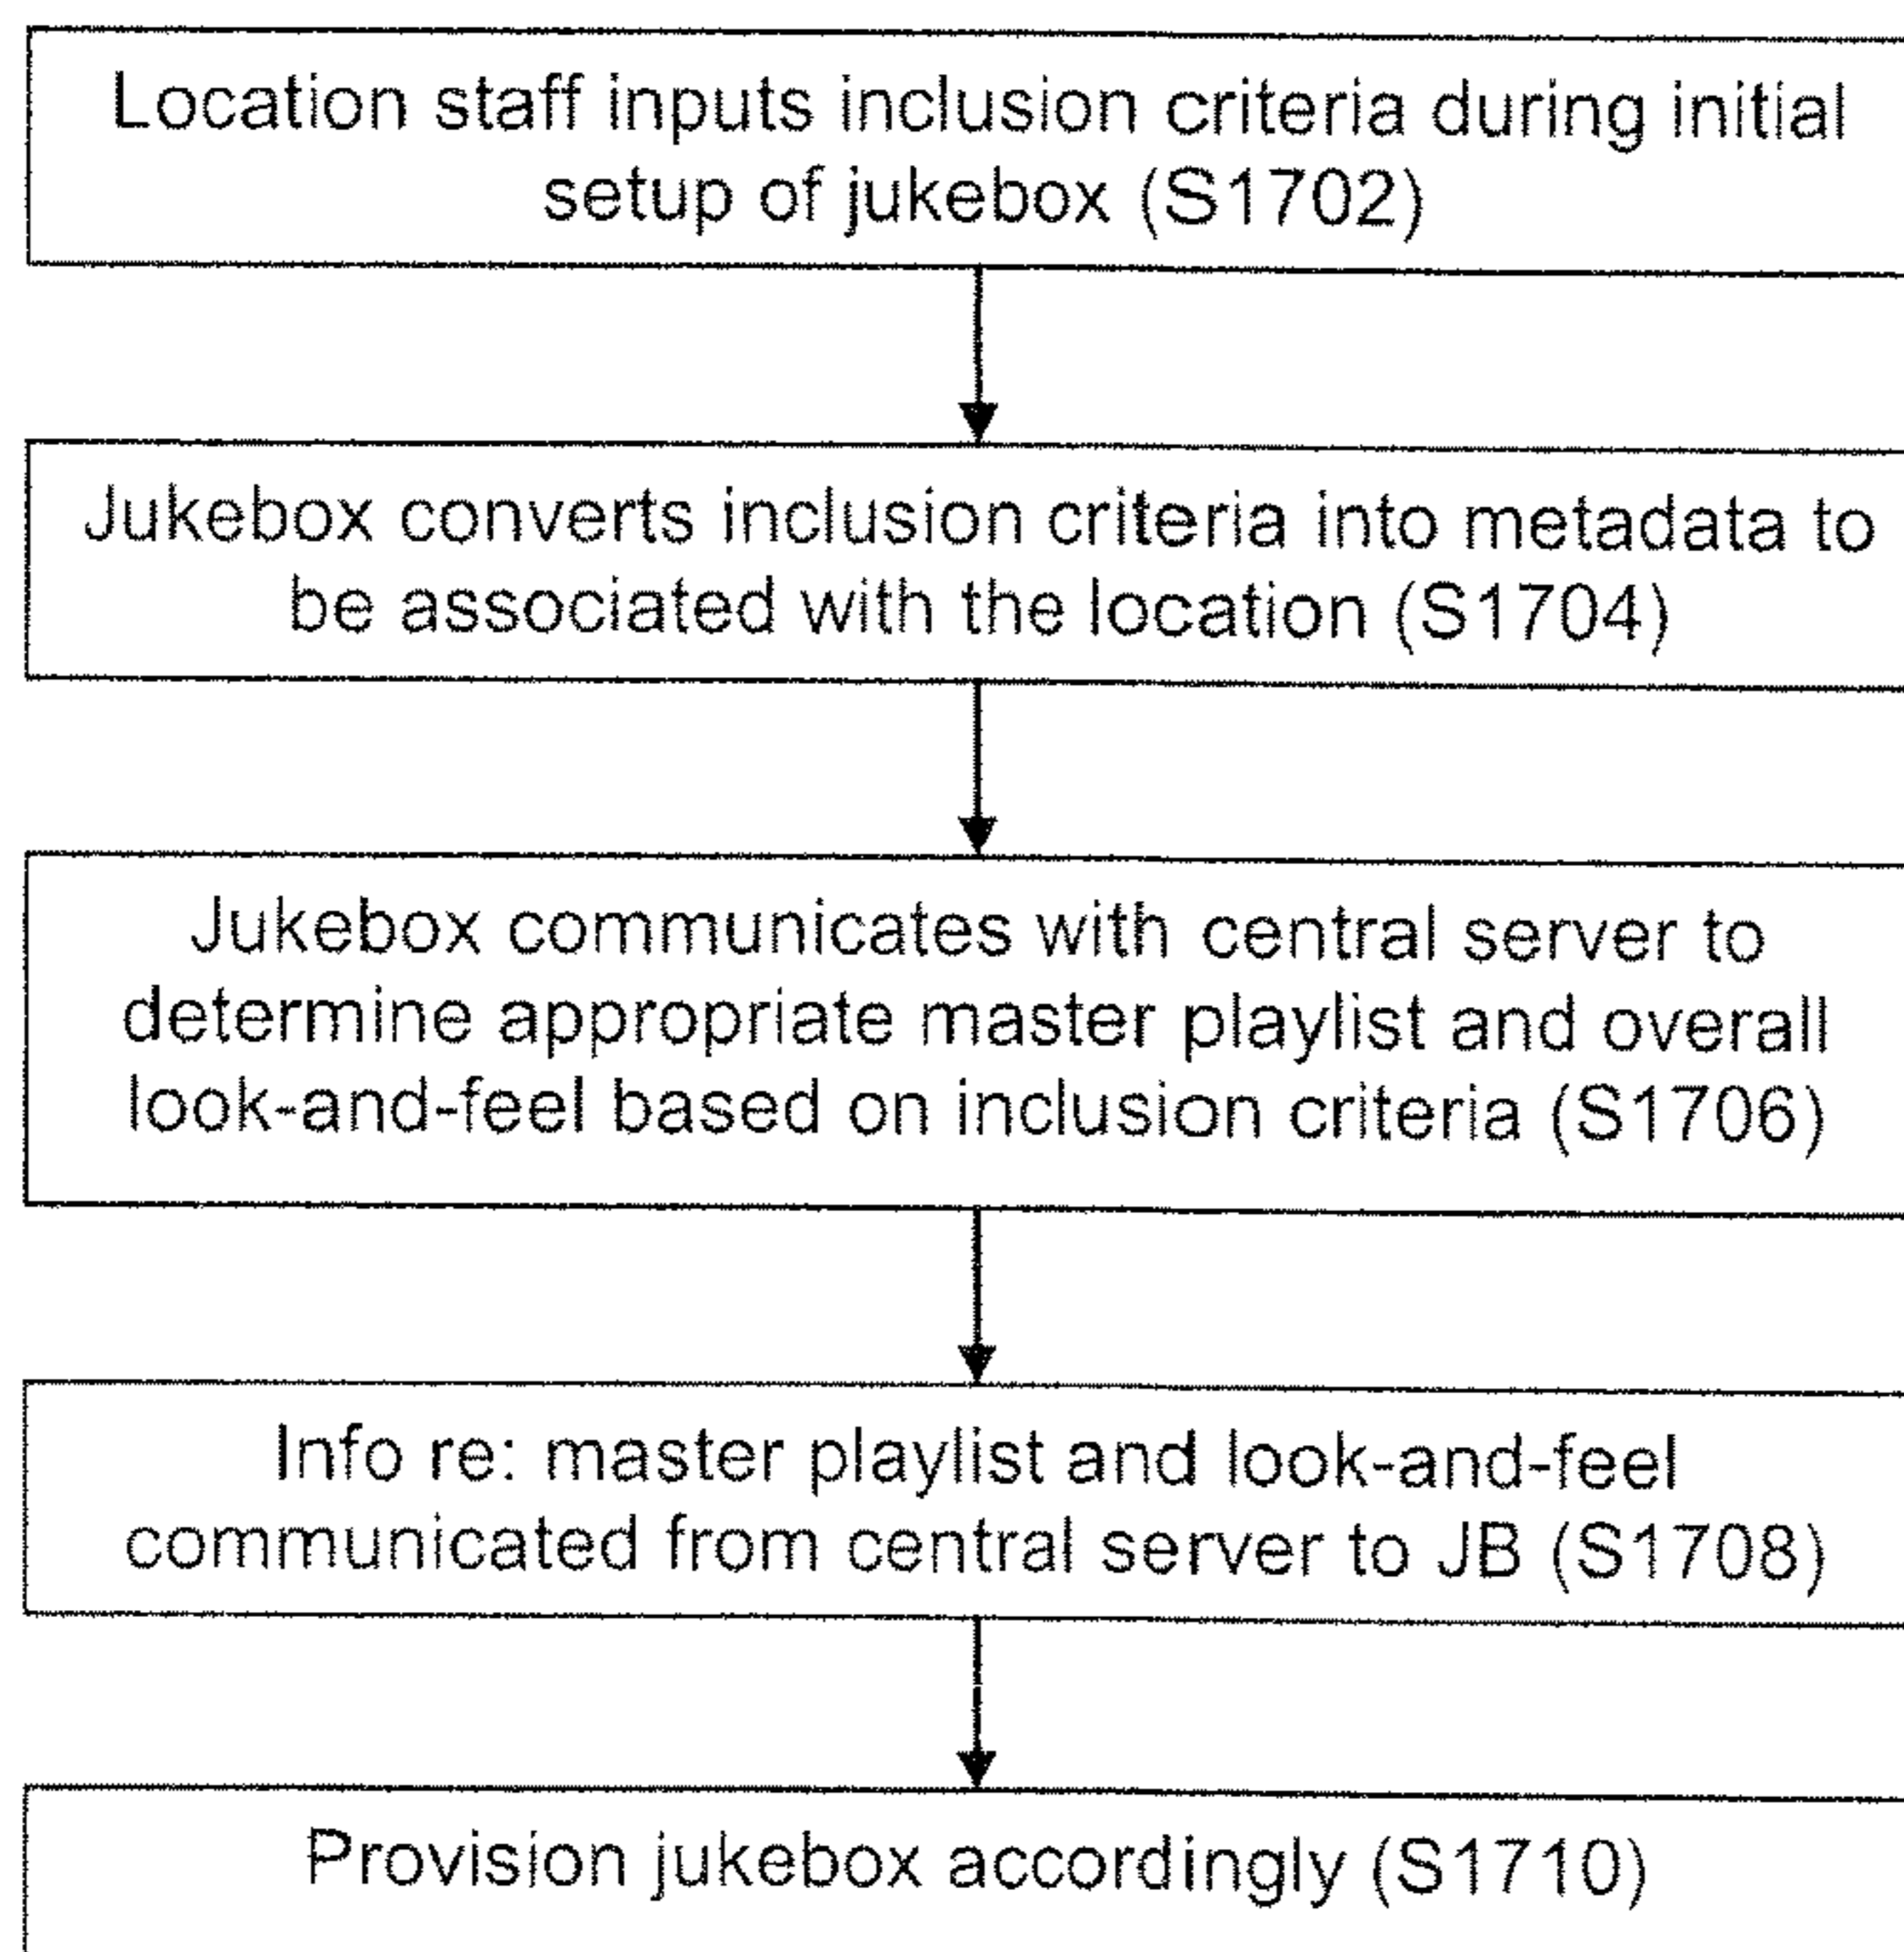 Location staff inputs inclusion criteria during initial
setup of jukebox (S1702)
Jukebox converts inclusion criteria into metadata to
be associated with the location (S1704)
Jukebox communicates with central server to
determine appropriate master playlist and overall
look-and-feel based on inclusion criteria (S1706)
Info re: master playlist and look-and-feel
communicated from central server to JB (S1708)
Provision jukebox accordingly (S1710)